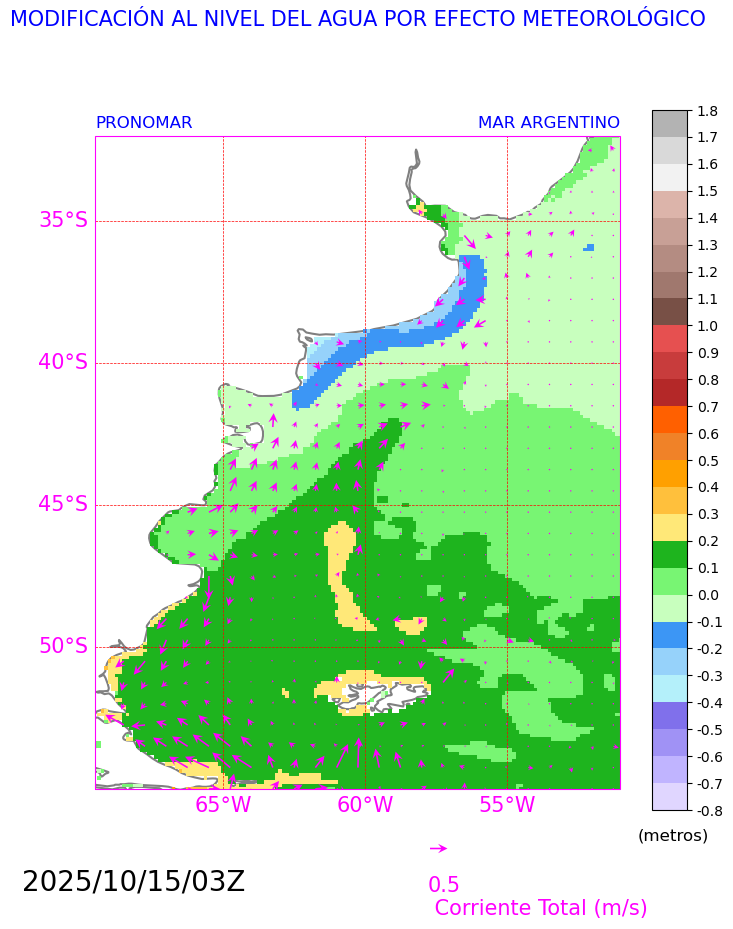 MODIFICACIÓN AL NIVEL DEL AGUA POR EFECTO METEOROLÓGICO
PRONOMAR
MAR ARGENTINO
35°S
40°S
45°S
50°S
65°W
60°W
55°W
1.8
1.7
1.6
1.5
1.4
1.3
1.2
1.1
1.0
0.9
0.8
0.7
0.6
0.5
0.4
0.3
0.2
0.1
0.0
-0.1
-0.2
-0.3
-0.4
-0.5
-0.6
-0.7
-0.8
(metros)
2025/10/15/03Z
0.5
Corriente Total (m/s)